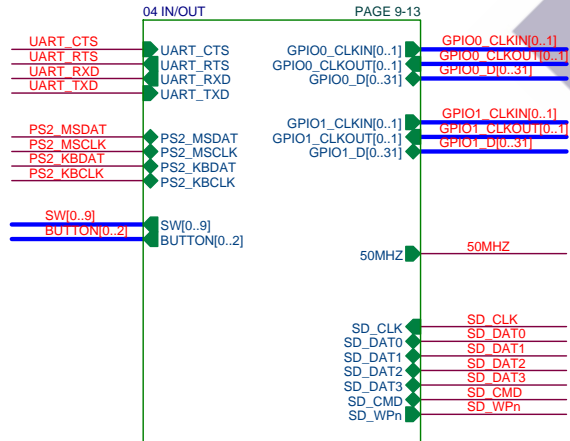 04 IN/OUT PAGE 9-13
UART_CTS UART_CTS
UART_RTS UART_RTS
UART_RXD UART_RXD
UART_TXD UART_TXD
GPIO0_CLKIN[0..1] GPIO0_CLKIN[0..1]
GPIO0_CLKOUT[0..1] GPIO0_CLKOUT[0..1]
GPIO0_D[0..31] GPIO0_D[0..31]
GPIO1_CLKIN[0..1] GPIO1_CLKIN[0..1]
GPIO1_CLKOUT[0..1] GPIO1_CLKOUT[0..1]
GPIO1_D[0..31] GPIO1_D[0..31]
PS2_MSDAT PS2_MSDAT
PS2_MSCLK PS2_MSCLK
PS2_KBDAT PS2_KBDAT
PS2_KBCLK PS2_KBCLK
SW[0..9] SW[0..9]
BUTTON[0..2] BUTTON[0..2]
50MHZ 50MHZ
SD_CLK SD_CLK
SD_DAT0 SD_DAT0
SD_DAT1 SD_DAT1
SD_DAT2 SD_DAT2
SD_DAT3 SD_DAT3
SD_CMD SD_CMD
SD_WPn SD_WPn